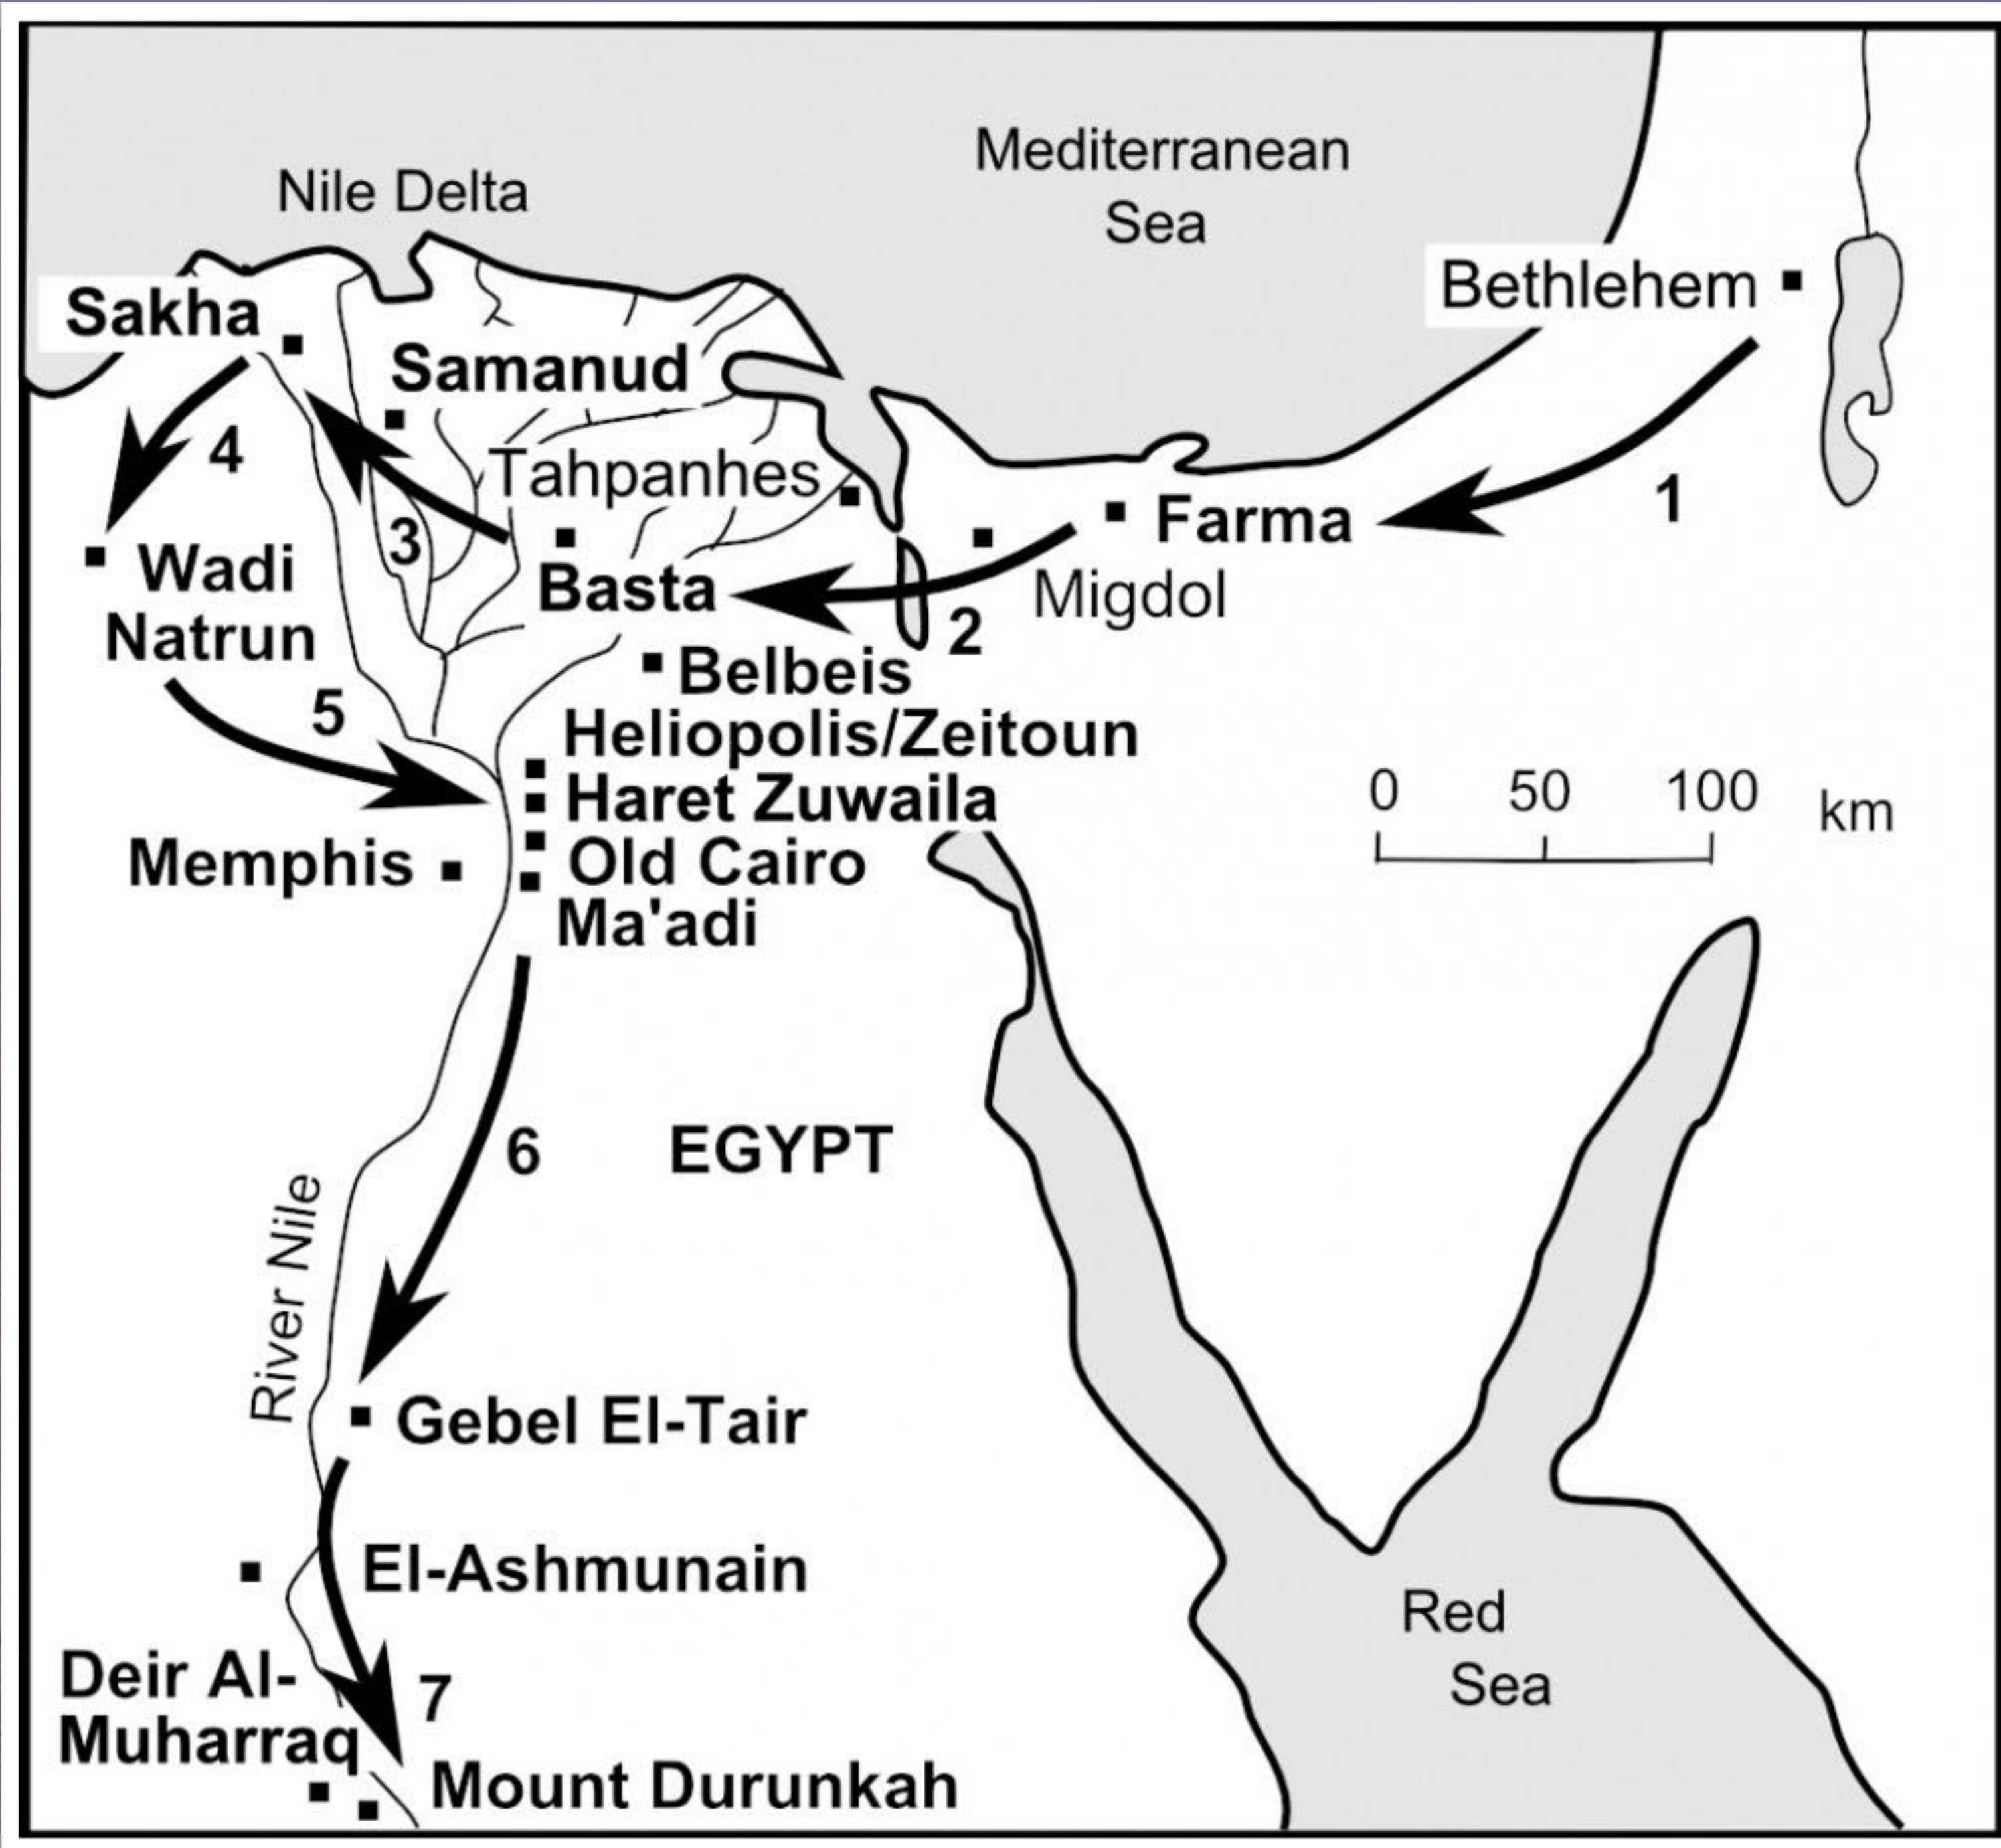 Mediterranean
Sea
Nile Delta
Bethlehem
Sakha
Samanud
4
Tahpanhes
1
3
Farma
Wadi
Natrun
Basta
Migdol
2
Belbeis
5
Heliopolis/Zeitoun
Haret Zuwaila
0 50 100 km
Memphis
Old Cairo
Ma'adi
6
EGYPT
River Nile
Gebel El-Tair
El-Ashmunain
Red
Sea
Deir Al-
Muharraq
7
Mount Durunkah